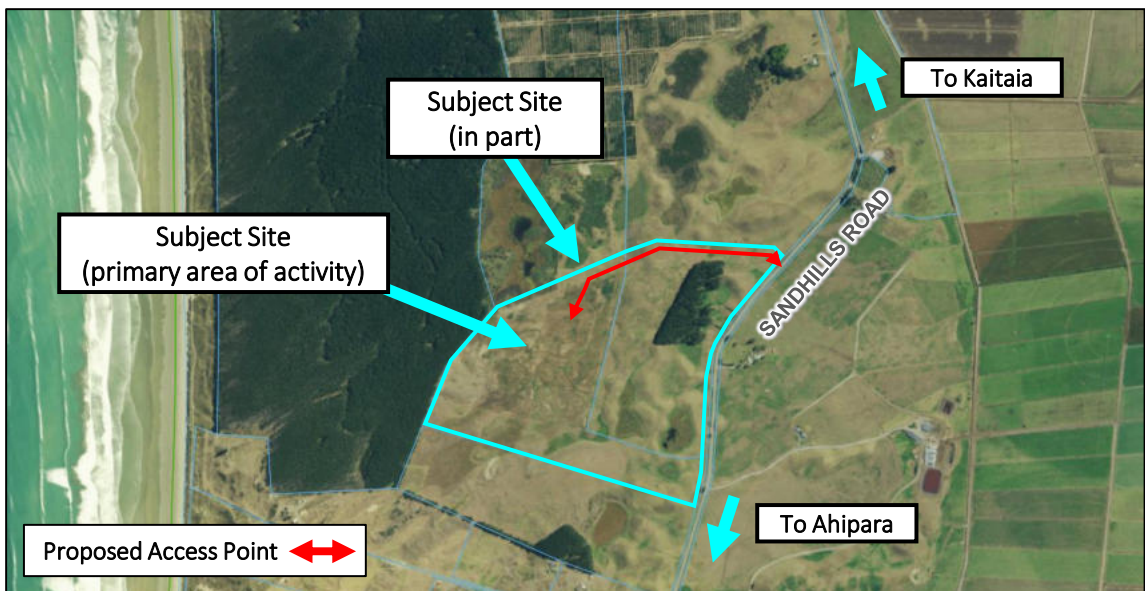 To Kaitaia
Subject Site
(in part)
Subject Site
(primary area of activity)
SANDHILLS ROAD
To Ahipara
Proposed Access Point